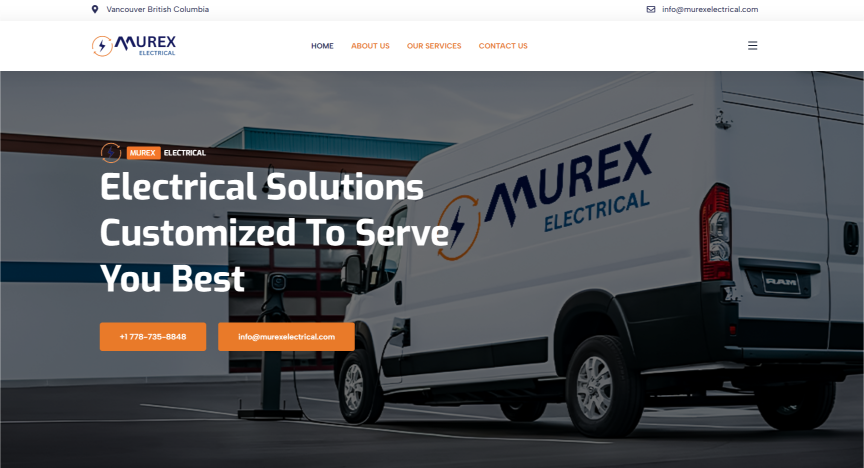 Vancouver British Columbia
info@murexelectrical.com
MUREX
ELECTRICAL
HOME
ABOUT US
OUR SERVICES
CONTACT US
MUREX ELECTRICAL
Electrical Solutions
Customized To Serve
You Best
+1 778-735-8848
info@murexelectrical.com
MUREX
ELECTRICAL
RAM